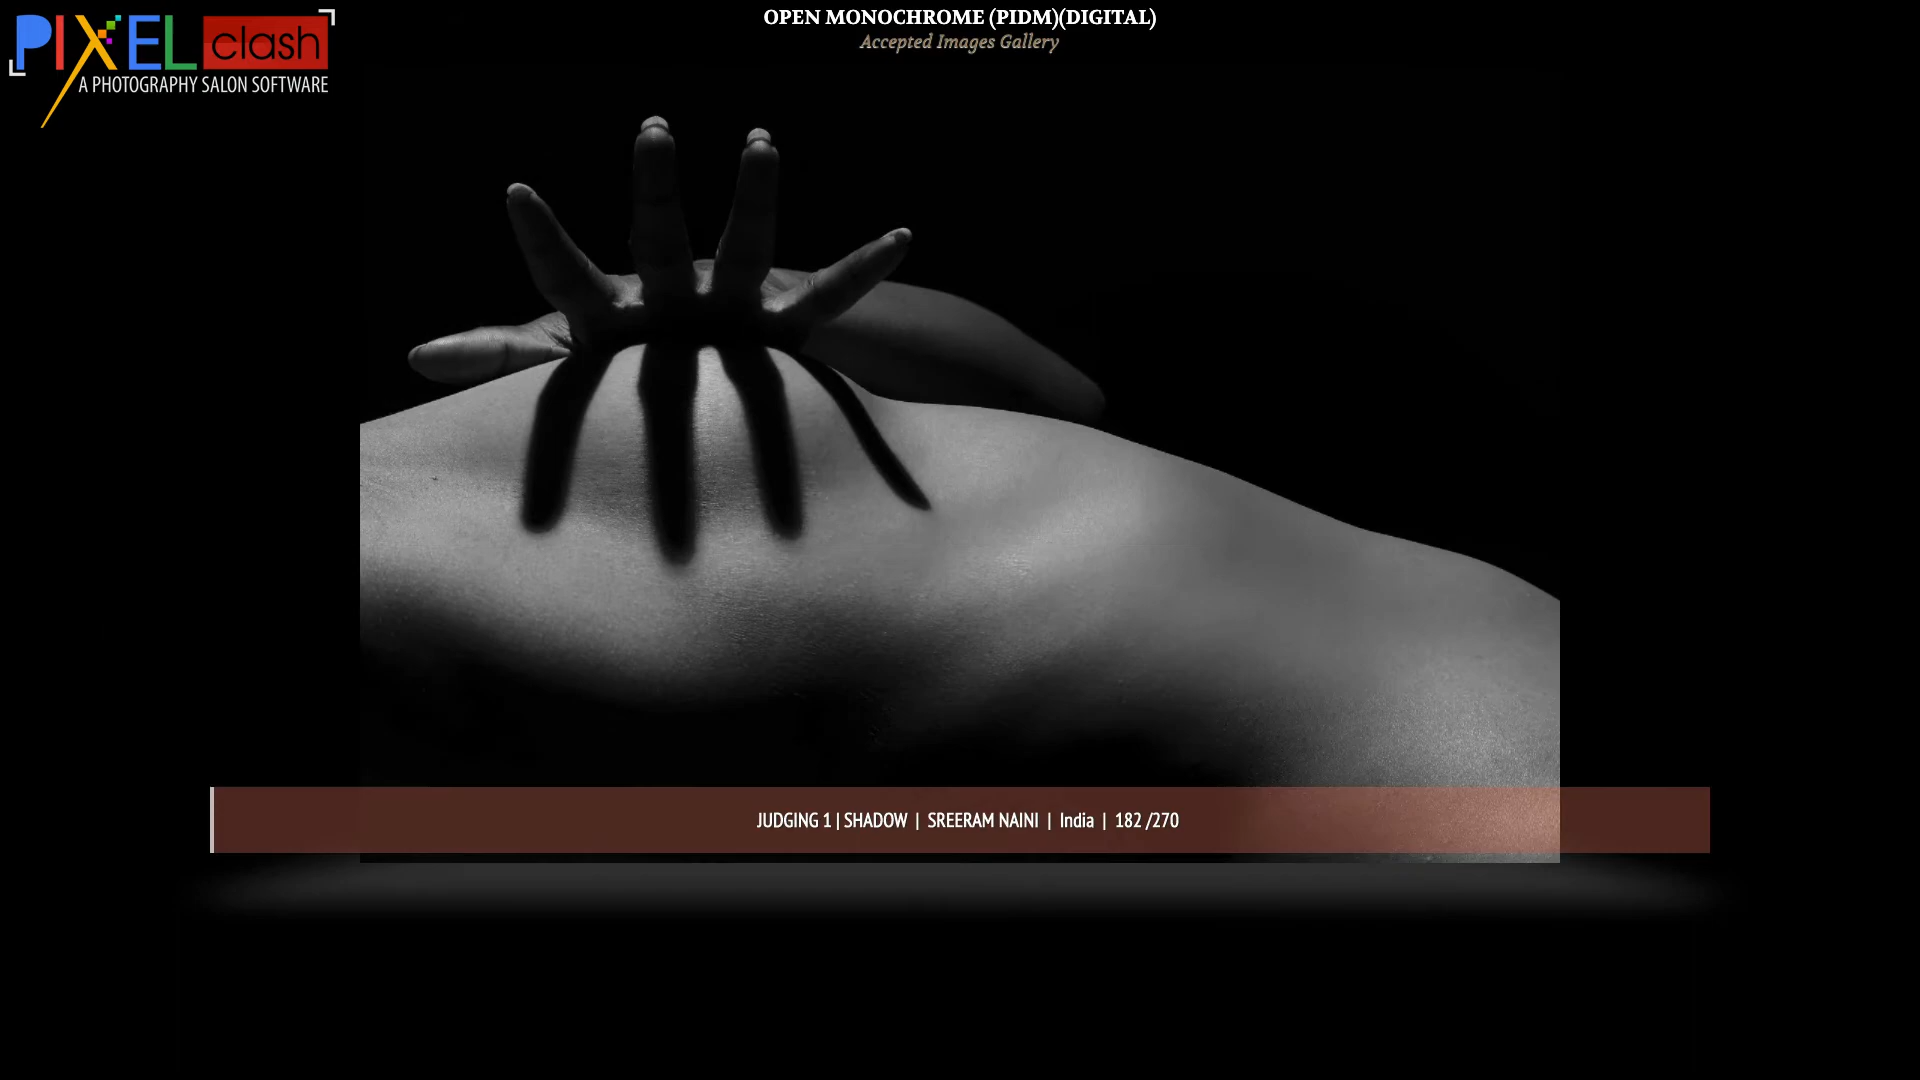 PIXEL clash
A PHOTOGRAPHY SALON SOFTWARE
OPEN MONOCHROME (PIDM)(DIGITAL)
Accepted Images Gallery
JUDGING 1 | SHADOW | SREERAM NAINI | India | 182 /270